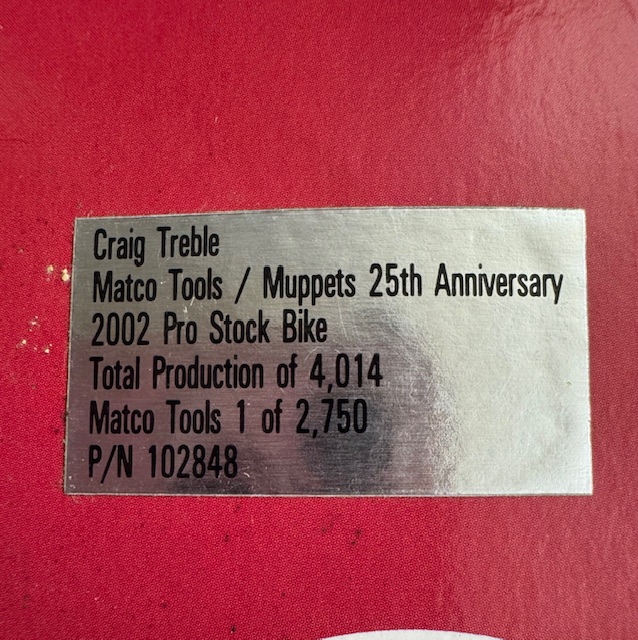 Craig Treble
Matco Tools / Muppets 25th Anniversary
2002 Pro Stock Bike
Total Production of 4,014
Matco Tools 1 of 2,750
P/N 102848